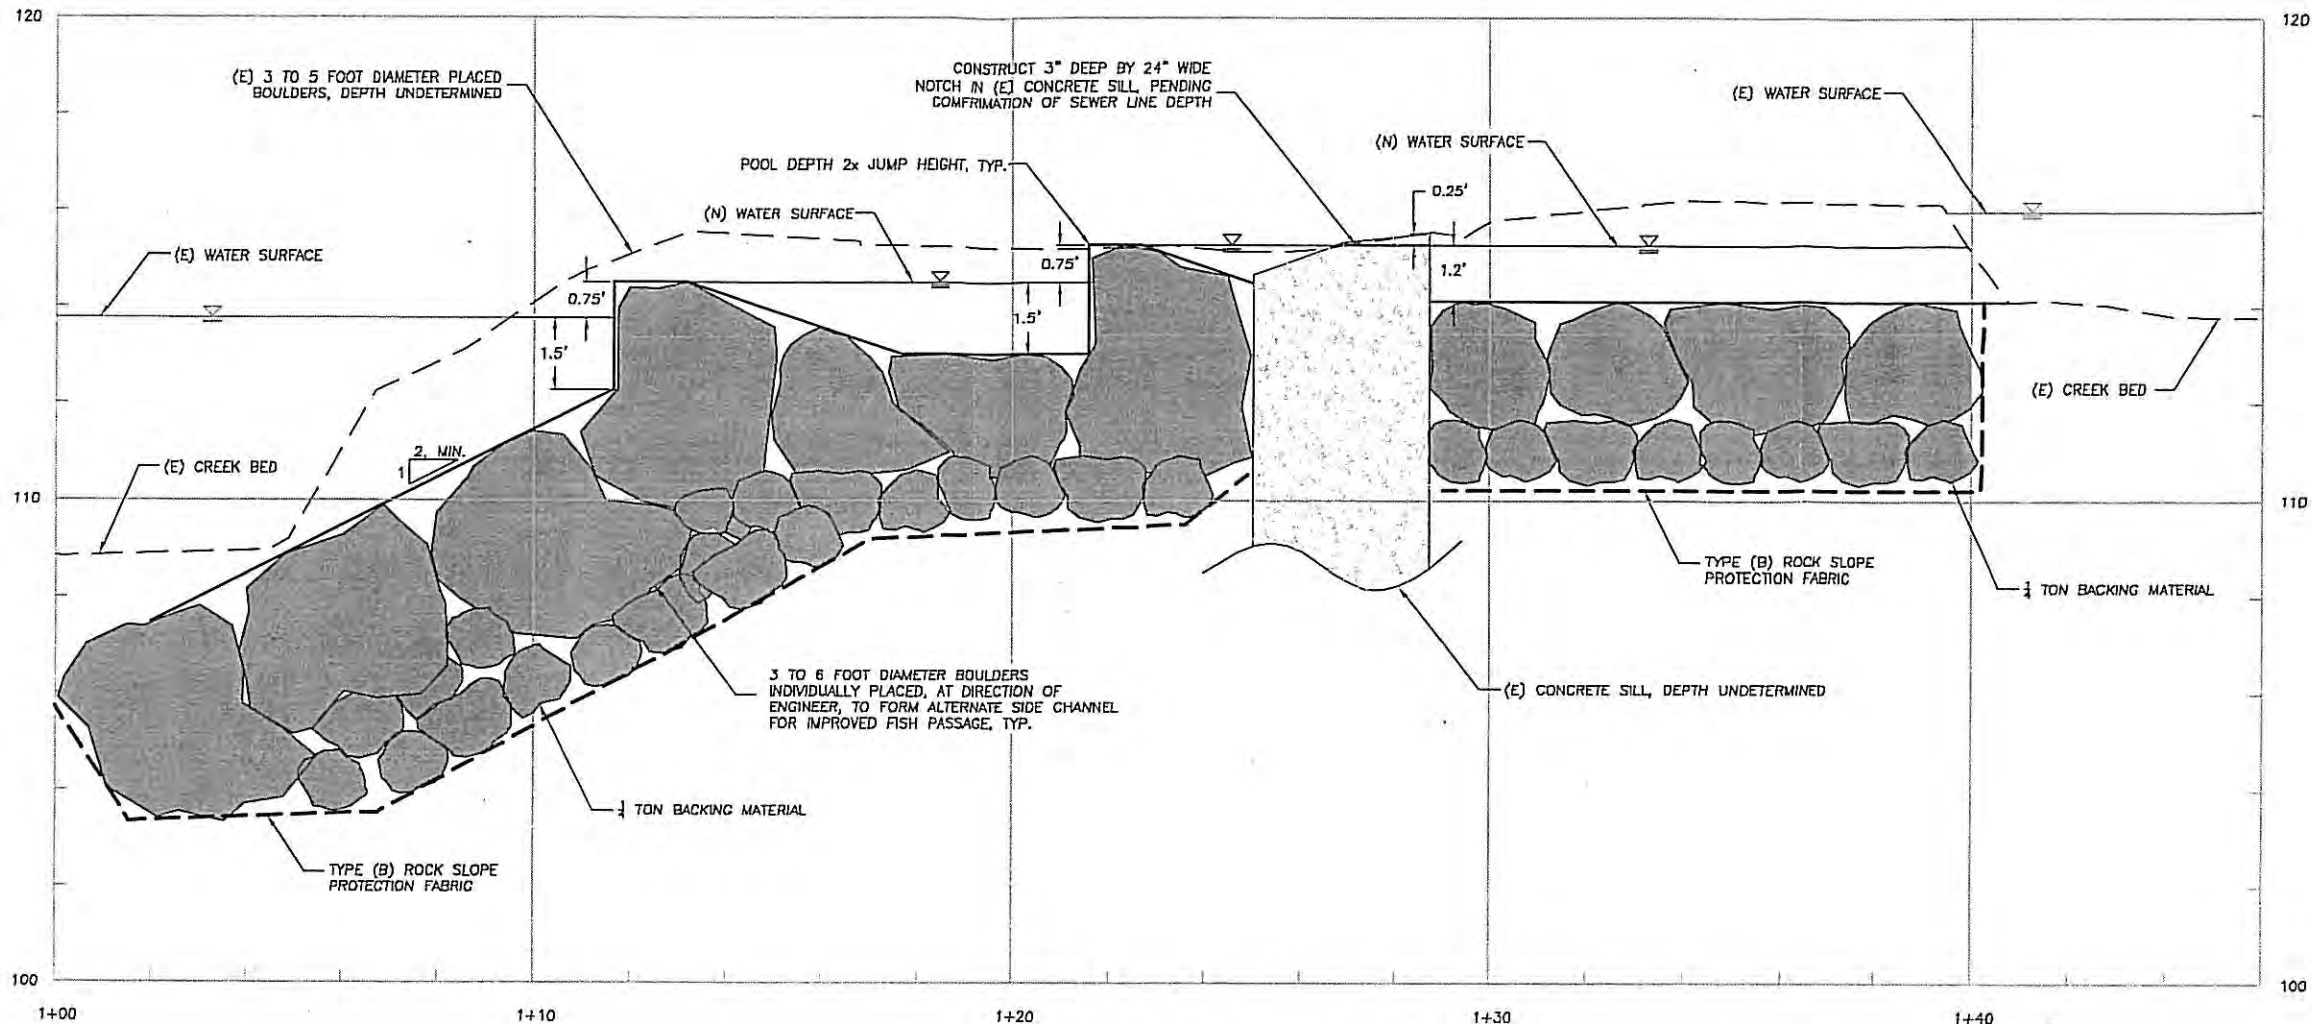 120
120
(E) 3 TO 5 FOOT DIAMETER PLACED
BOULDERS, DEPTH UNDETERMINED
CONSTRUCT 3" DEEP BY 24" WIDE
NOTCH IN (E) CONCRETE SILL, PENDING
COMFRIMATION OF SEWER LINE DEPTH
(E) WATER SURFACE
(N) WATER SURFACE
POOL DEPTH 2x JUMP HEIGHT, TYP.
0.25'
(N) WATER SURFACE
(E) WATER SURFACE
0.75'
0.75'
1.2'
1.5'
1.5'
(E) CREEK BED
2, MIN.
1
(E) CREEK BED
110
110
TYPE (B) ROCK SLOPE
PROTECTION FABRIC
¼ TON BACKING MATERIAL
3 TO 6 FOOT DIAMETER BOULDERS
INDIVIDUALLY PLACED, AT DIRECTION OF
ENGINEER, TO FORM ALTERNATE SIDE CHANNEL
FOR IMPROVED FISH PASSAGE, TYP.
(E) CONCRETE SILL, DEPTH UNDETERMINED
¼ TON BACKING MATERIAL
TYPE (B) ROCK SLOPE
PROTECTION FABRIC
100
100
1+00
1+10
1+20
1+30
1+40